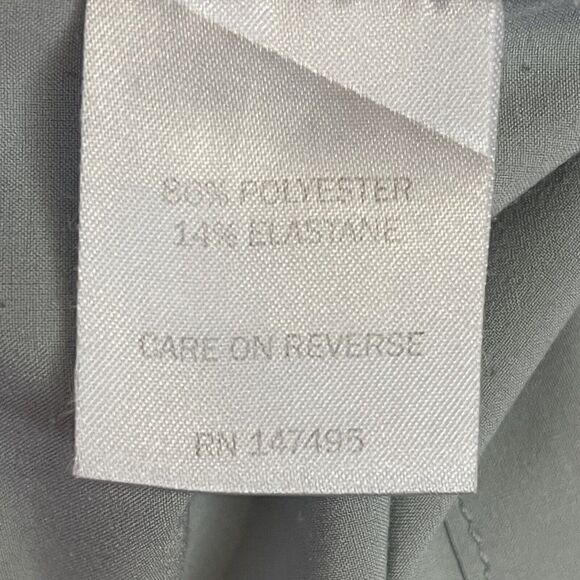 86% POLYESTER
14% ELASTANE
CARE ON REVERSE
RN 147495